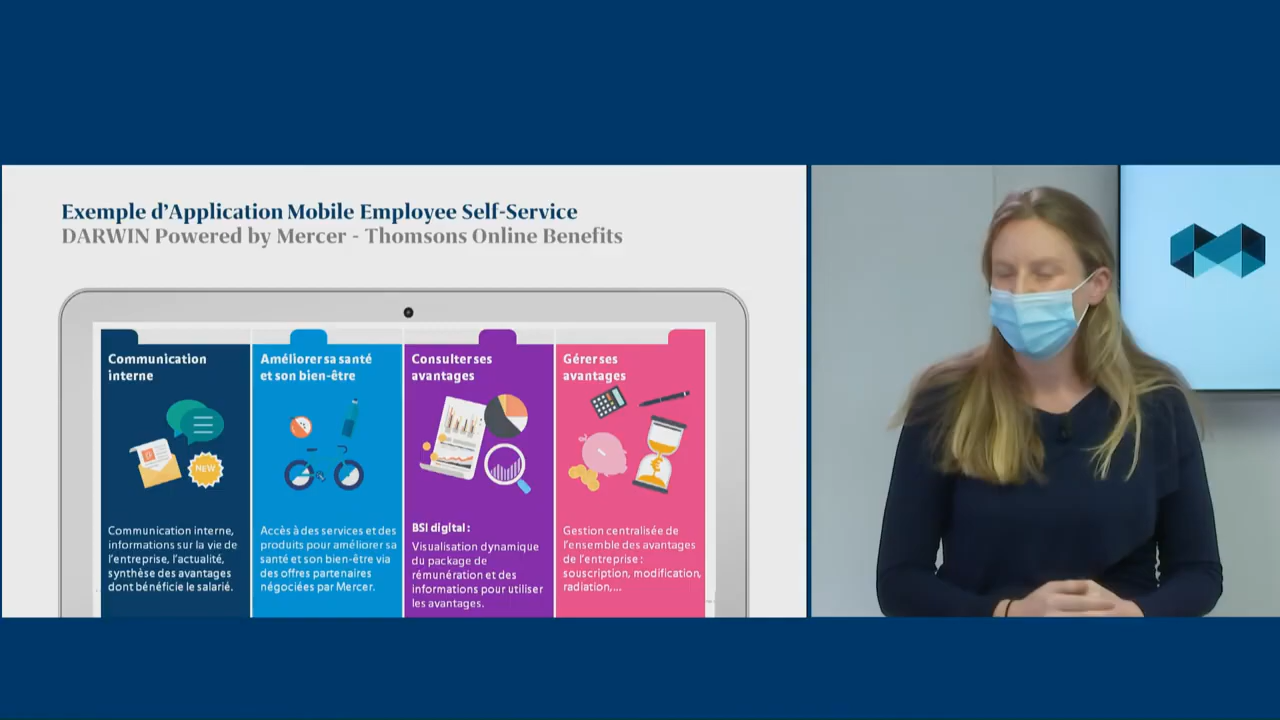 Exemple d'Application Mobile Employee Self-Service
DARWIN Powered by Mercer - Thomsons Online Benefits
Communication
interne
NEW
Communication interne,
informations sur la vie de
l'entreprise, l'actualité,
synthèse des avantages
dont bénéficie le salarié.
Améliorer sa santé
et son bien-être
Accès à des services et des
produits pour améliorer sa
santé et son bien-être via
des offres partenaires
négociées par Mercer.
Consulter ses
avantages
BSI digital :
Visualisation dynamique
du package de
rémunération et des
informations pour utiliser
les avantages.
Gérer ses
avantages
Gestion centralisée de
l'ensemble des avantages
de l'entreprise :
souscription, modification,
radiation,...